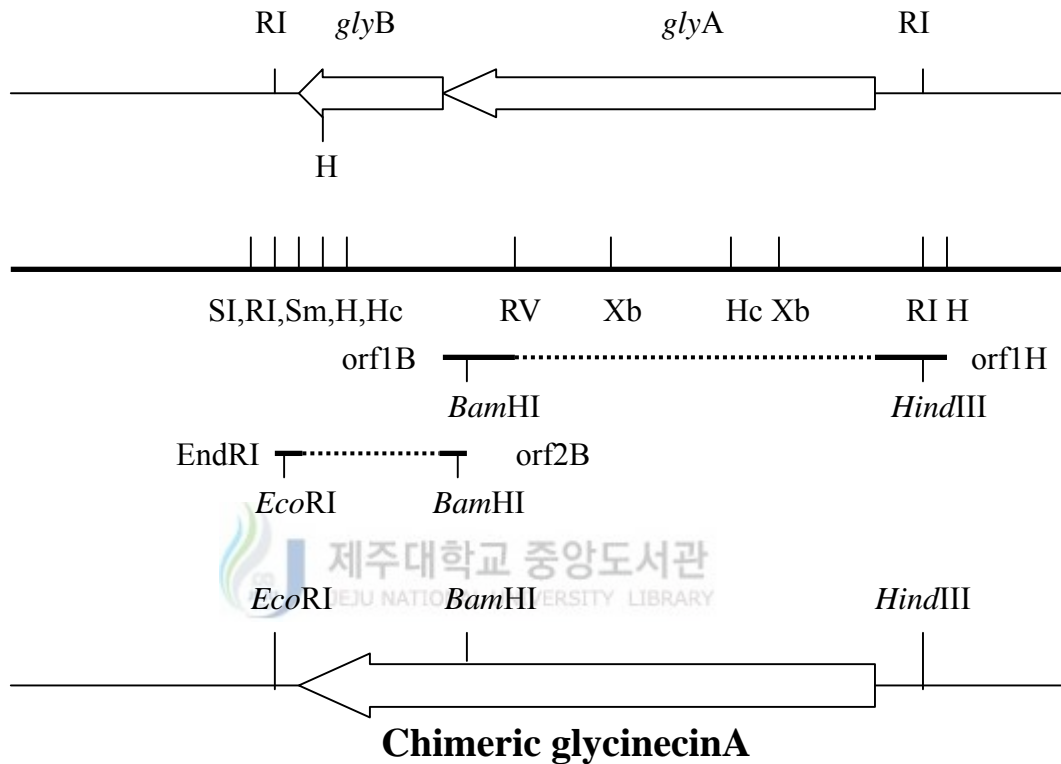 RI glyB glyA RI
H
SI,RI,Sm,H,Hc RV Xb Hc Xb RI H
orf1B orf1H
BamHI HindIII
EndRI orf2B
EcoRI BamHI
제주대학교 중앙도서관
JEJU NATIONAL UNIVERSITY LIBRARY
EcoRI BamHI HindIII
Chimeric glycinecinA